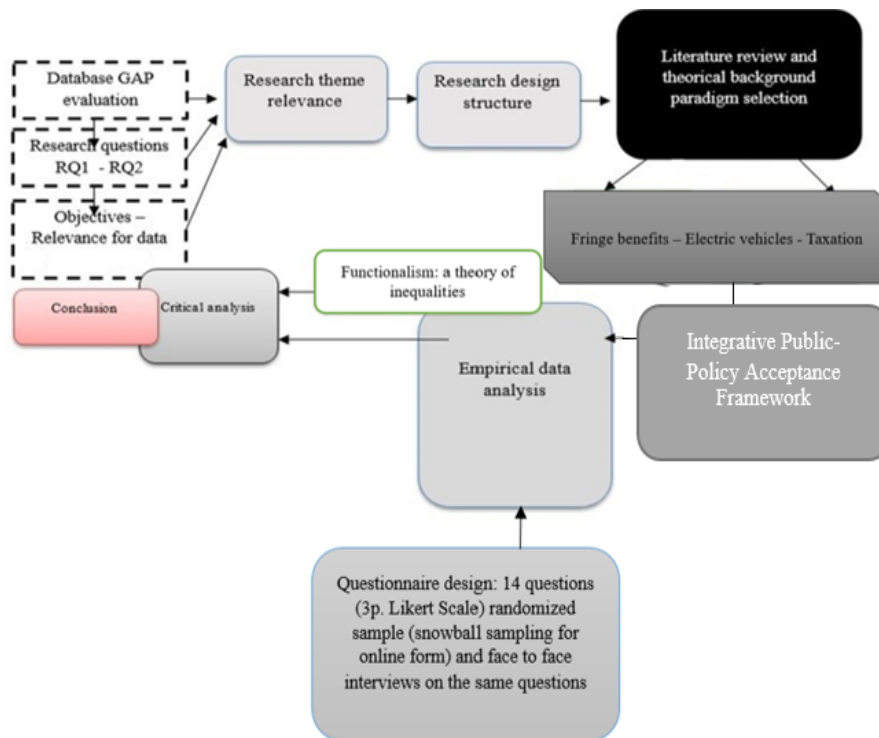 Database GAP
evaluation
Research questions
RQ1 - RQ2
Objectives –
Relevance for data
Research theme
relevance
Research design
structure
Literature review and
theorical background
paradigm selection
Fringe benefits – Electric vehicles - Taxation
Integrative Public-
Policy Acceptance
Framework
Functionalism: a theory of
inequalities
Empirical data
analysis
Critical analysis
Conclusion
Questionnaire design: 14 questions
(3p. Likert Scale) randomized
sample (snowball sampling for
online form) and face to face
interviews on the same questions